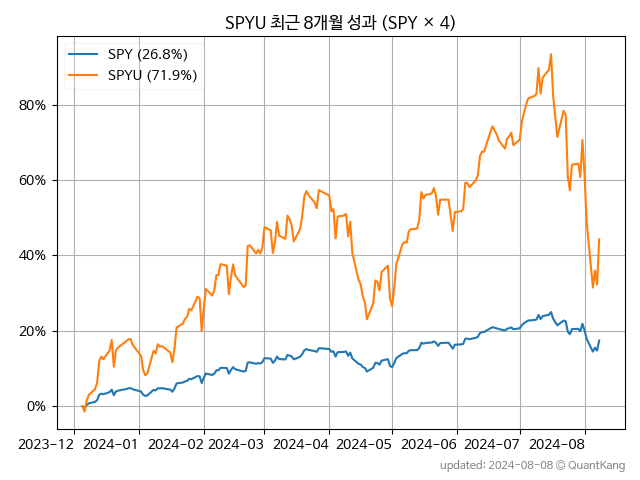 SPYU 최근 8개월 성과 (SPY × 4)
SPY (26.8%)
SPYU (71.9%)
80%
60%
40%
20%
0%
2023-12 2024-01 2024-02 2024-03 2024-04 2024-05 2024-06 2024-07 2024-08
updated: 2024-08-08 © QuantKang